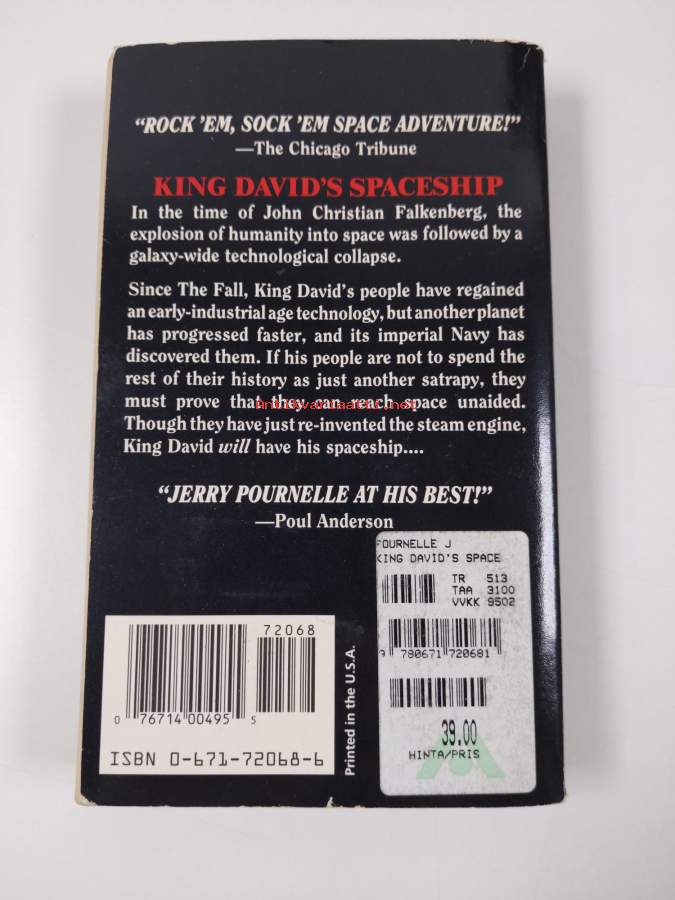 “ROCK ’EM, SOCK ’EM SPACE ADVENTURE!”
—The Chicago Tribune
KING DAVID’S SPACESHIP
In the time of John Christian Falkenberg, the
explosion of humanity into space was followed by a
galaxy-wide technological collapse.
Since The Fall, King David’s people have regained
an early-industrial age technology, but another planet
has progressed faster, and its imperial Navy has
discovered them. If his people are not to spend the
rest of their history as just another satrapy, they
must prove that they can reach space unaided.
Though they have just re-invented the steam engine,
King David will have his spaceship....
“JERRY POURNELLE AT HIS BEST!”
—Poul Anderson
POURNELLE J
KING DAVID'S SPACE
TR 513
TAA 3100
VVKK 9502
9 780671 720681
39.00
HINTA/PRIS
72068
0 76714 00495 5
ISBN 0-671-72068-6
Printed in the U.S.A.